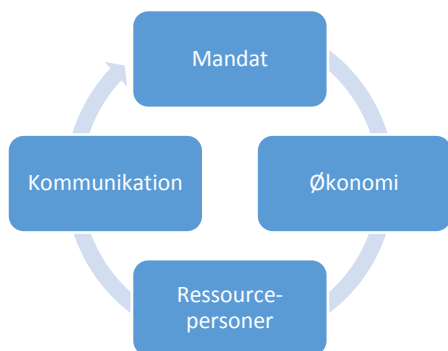 Mandat
Økonomi
Ressource-
personer
Kommunikation